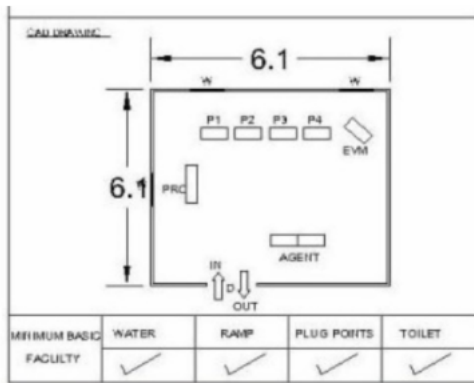 CAD DRAWING
6.1
W W
P1 P2 P3 P4
EVM
6.1
PRO
AGENT
IN
D
OUT
MINIMUM BASIC FACULTY
WATER RAMP PLUG POINTS TOILET